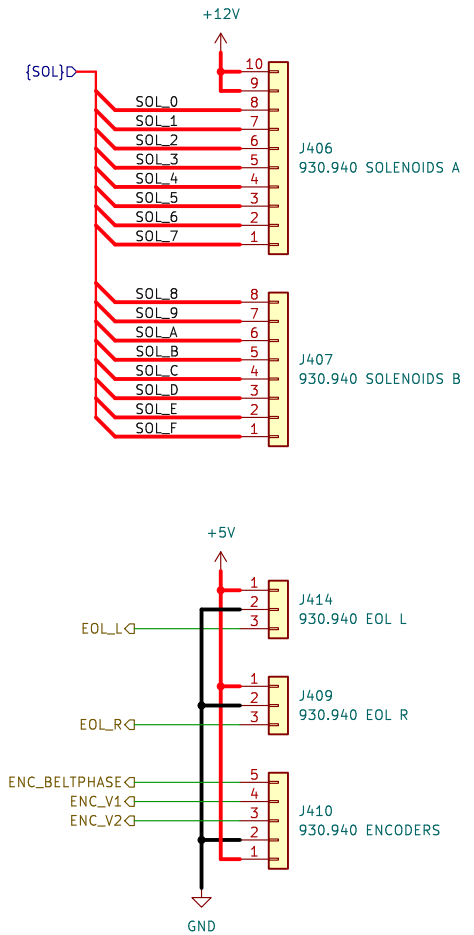 +12V
{SOL}
10
9
SOL_0 8
SOL_1 7
SOL_2 6
SOL_3 5
SOL_4 4
SOL_5 3
SOL_6 2
SOL_7 1
J406
930.940 SOLENOIDS A
SOL_8 8
SOL_9 7
SOL_A 6
SOL_B 5
SOL_C 4
SOL_D 3
SOL_E 2
SOL_F 1
J407
930.940 SOLENOIDS B
+5V
1
2
EOL_L 3
J414
930.940 EOL L
1
2
EOL_R 3
J409
930.940 EOL R
ENC_BELTPHASE 5
ENC_V1 4
ENC_V2 3
2
1
J410
930.940 ENCODERS
GND